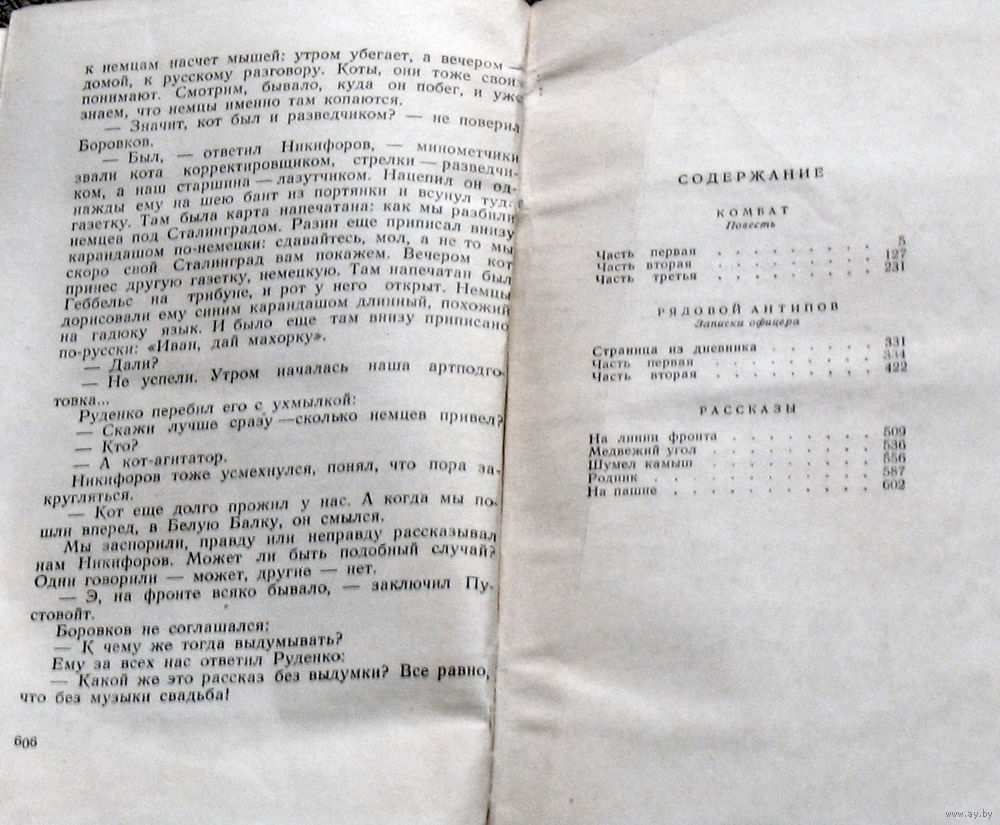 к немцам насчет мышей: утром убегает, а вечером —
домой, к русскому разговору. Коты, они тоже своих
понимают. Смотрим, бывало, куда он побег, и уже
знаем, что немцы именно там копаются.
— Значит, кот был и разведчиком? — не поверил
Боровков.
— Был, — ответил Никифоров, — минометчики
звали кота корректировщиком, стрелки — разведчи-
ком, а наш старшина — лазутчиком. Нацепил он од-
нажды ему на шею бант из портянки и всунул туда
газетку. Там была карта напечатана: как мы разбили
немцев под Сталинградом. Разин еще приписал внизу
карандашом по-немецки: сдавайтесь, мол, а не то мы
скоро свой Сталинград вам покажем. Вечером кот
принес другую газетку, немецкую. Там напечатан был
Геббельс на трибуне, и рот у него открыт. Немцы
дорисовали ему синим карандашом длинный, похожий
на гадюку язык. И было еще там внизу приписано
по-русски: «Иван, дай махорку».
— Дали?
— Не успели. Утром началась наша артподго-
товка...
Руденко перебил его с ухмылкой:
— Скажи лучше сразу — сколько немцев привел?
— Кто?
— А кот-агитатор.
Никифоров тоже усмехнулся, понял, что пора за-
кругляться.
— Кот еще долго прожил у нас. А когда мы по-
шли вперед, в Белую Балку, он смылся.
Мы заспорили, правду или неправду рассказывал
нам Никифоров. Может ли быть подобный случай?
Одни говорили — может, другие — нет.
— Э, на фронте всяко бывало, — заключил Пу-
стовойт.
Боровков не соглашался:
— К чему же тогда выдумывать?
Ему за всех нас ответил Руденко:
— Какой же это рассказ без выдумки? Все равно,
что без музыки свадьба!
606
СОДЕРЖАНИЕ
КОМБАТ
Повесть
Часть первая . . . . . . . 5
Часть вторая . . . . . . . 127
Часть третья . . . . . . . 231
РЯДОВОЙ АНТИПОВ
Записки офицера
Страница из дневника . . . . . . 331
Часть первая . . . . . . . 334
Часть вторая . . . . . . . 422
РАССКАЗЫ
На линии фронта . . . . . . . 509
Медвежий угол . . . . . . . 536
Шумел камыш . . . . . . . 556
Родник . . . . . . . . 587
На пашне . . . . . . . . 602
www.ay.by